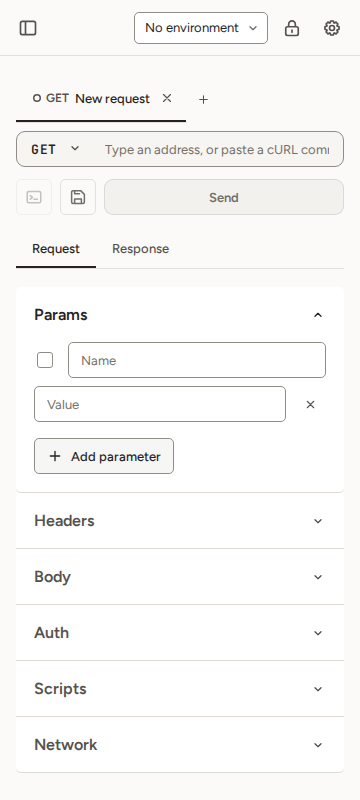 No environment
GET New request
GET Type an address, or paste a cURL com
Send
Request Response
Params
Name
Value
Add parameter
Headers
Body
Auth
Scripts
Network